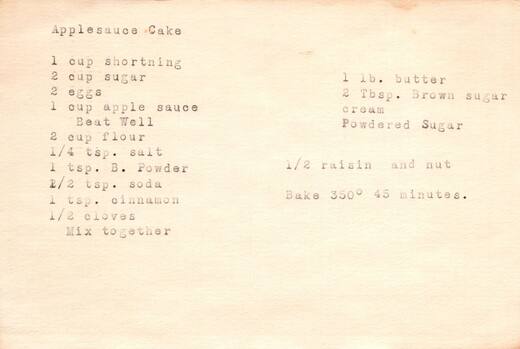 Applesauce Cake
1 cup shortning
2 cup sugar
2 eggs
1 cup apple sauce
Beat Well
2 cup flour
1/4 tsp. salt
1 tsp. B. Powder
1/2 tsp. soda
1 tsp. cinnamon
1/2 cloves
Mix together
1 lb. butter
2 Tbsp. Brown sugar
cream
Powdered Sugar
1/2 raisin and nut
Bake 350° 45 minutes.